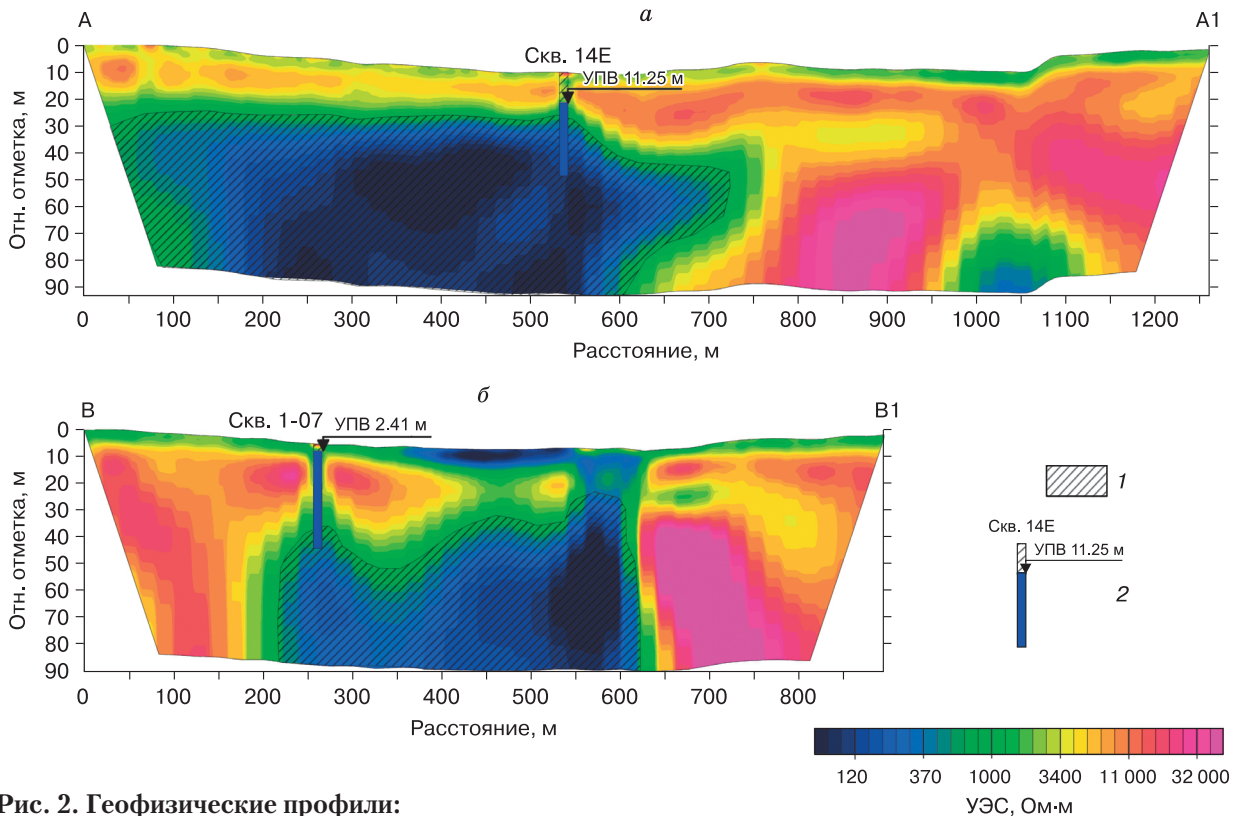 A
а
A1
Скв. 14Е
УПВ 11.25 м
Отн. отметка, м
0
10
20
30
40
50
60
70
80
90
0 100 200 300 400 500 600 700 800 900 1000 1100 1200
Расстояние, м
B
б
B1
Скв. 1-07
УПВ 2.41 м
Отн. отметка, м
0
10
20
30
40
50
60
70
80
90
0 100 200 300 400 500 600 700 800
Расстояние, м
1
Скв. 14Е
УПВ 11.25 м
2
120 370 1000 3400 11 000 32 000
УЭС, Ом·м
Рис. 2. Геофизические профили: